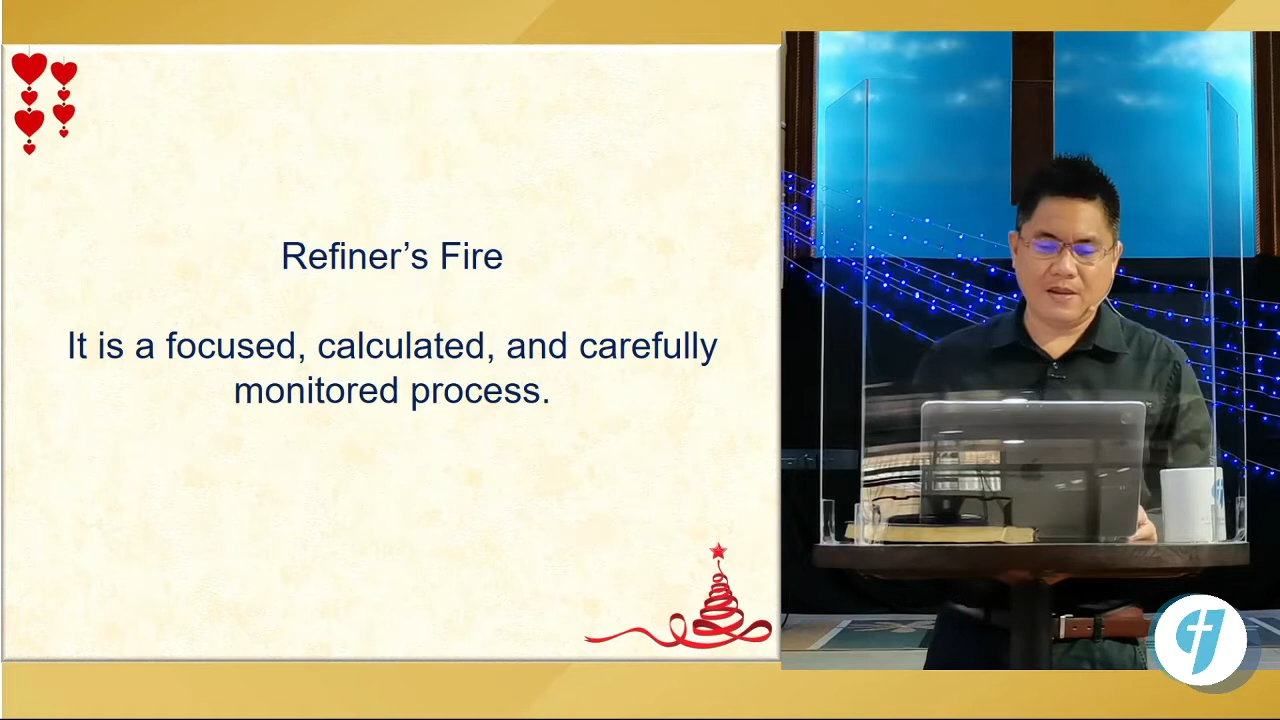 Refiner’s Fire
It is a focused, calculated, and carefully
monitored process.